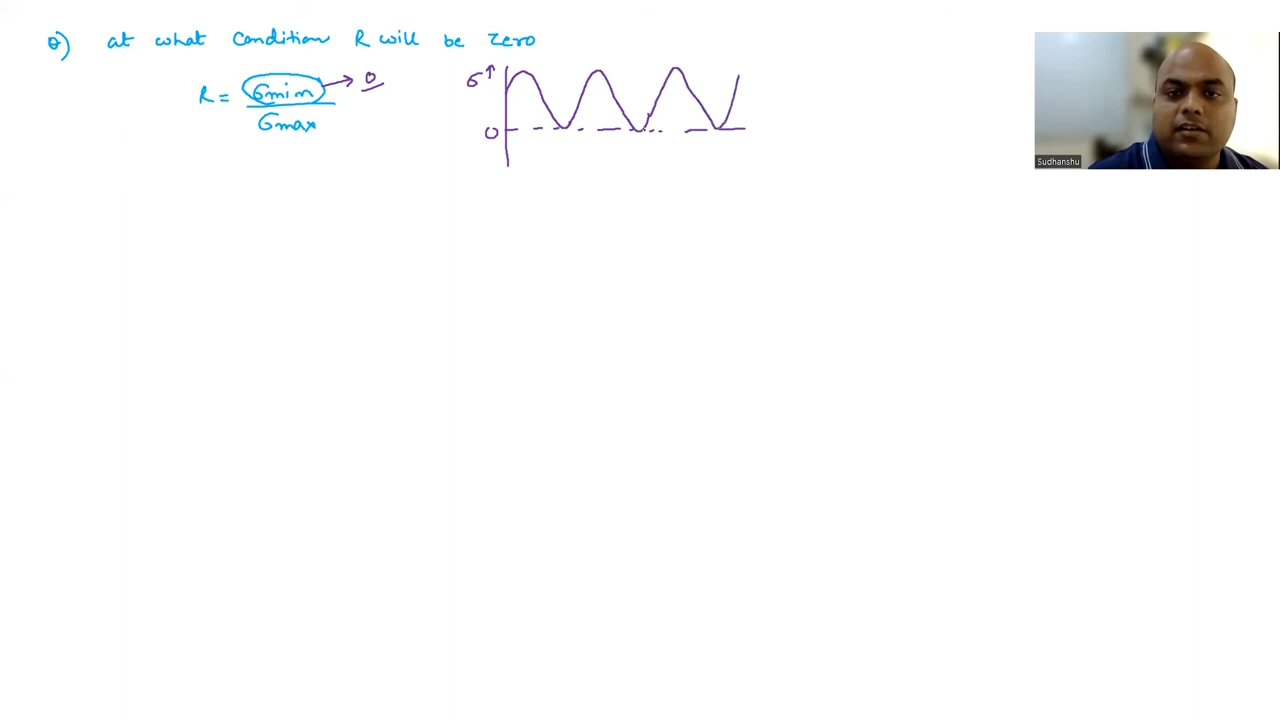 Q) at what condition R will be zero
R = σmin → 0
σmax
σ↑
0
Sudhanshu